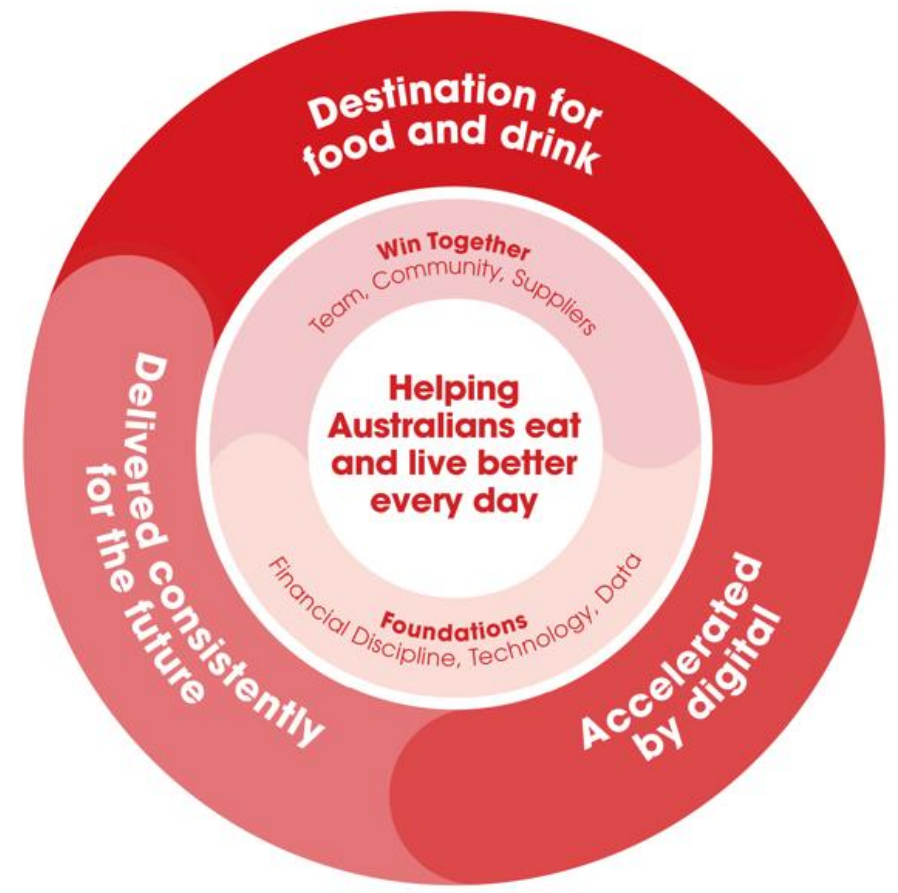 Destination for
food and drink
Win Together
Team, Community, Suppliers
Helping
Australians eat
and live better
every day
Foundations
Financial Discipline, Technology, Data
Accelerated
by digital
Delivered consistently
for the future